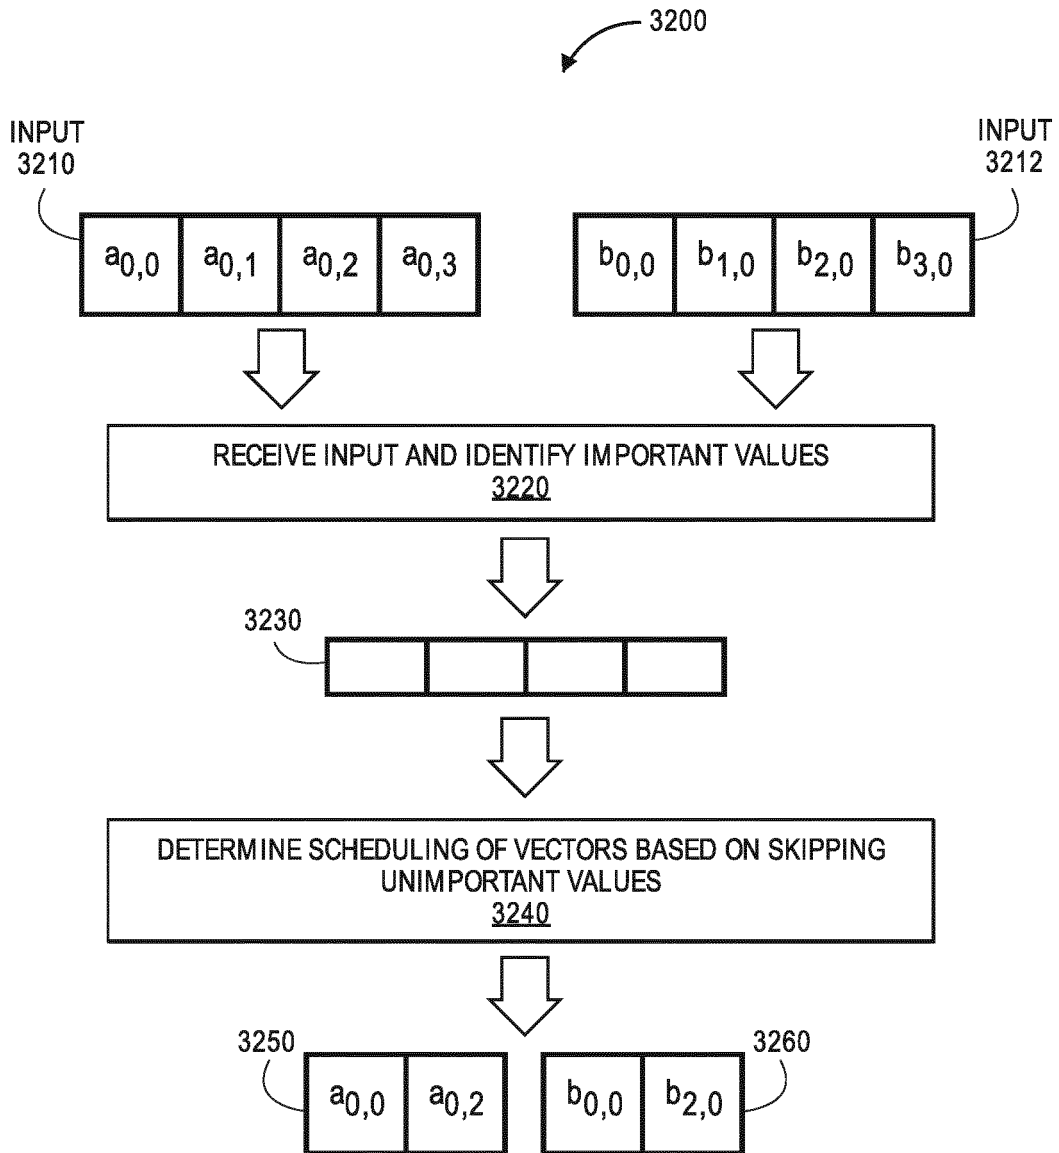 3200
INPUT
3210
INPUT
3212
a0,0 a0,1 a0,2 a0,3
b0,0 b1,0 b2,0 b3,0
RECEIVE INPUT AND IDENTIFY IMPORTANT VALUES
3220
3230
DETERMINE SCHEDULING OF VECTORS BASED ON SKIPPING
UNIMPORTANT VALUES
3240
3250
3260
a0,0 a0,2
b0,0 b2,0